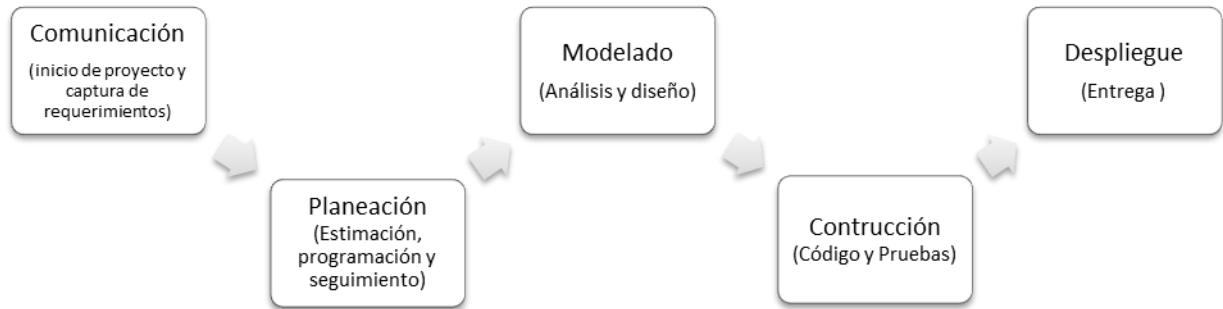 Comunicación
(inicio de proyecto y
captura de
requerimientos)
Planeación
(Estimación,
programación y
seguimiento)
Modelado
(Análisis y diseño)
Contrucción
(Código y Pruebas)
Despliegue
(Entrega )